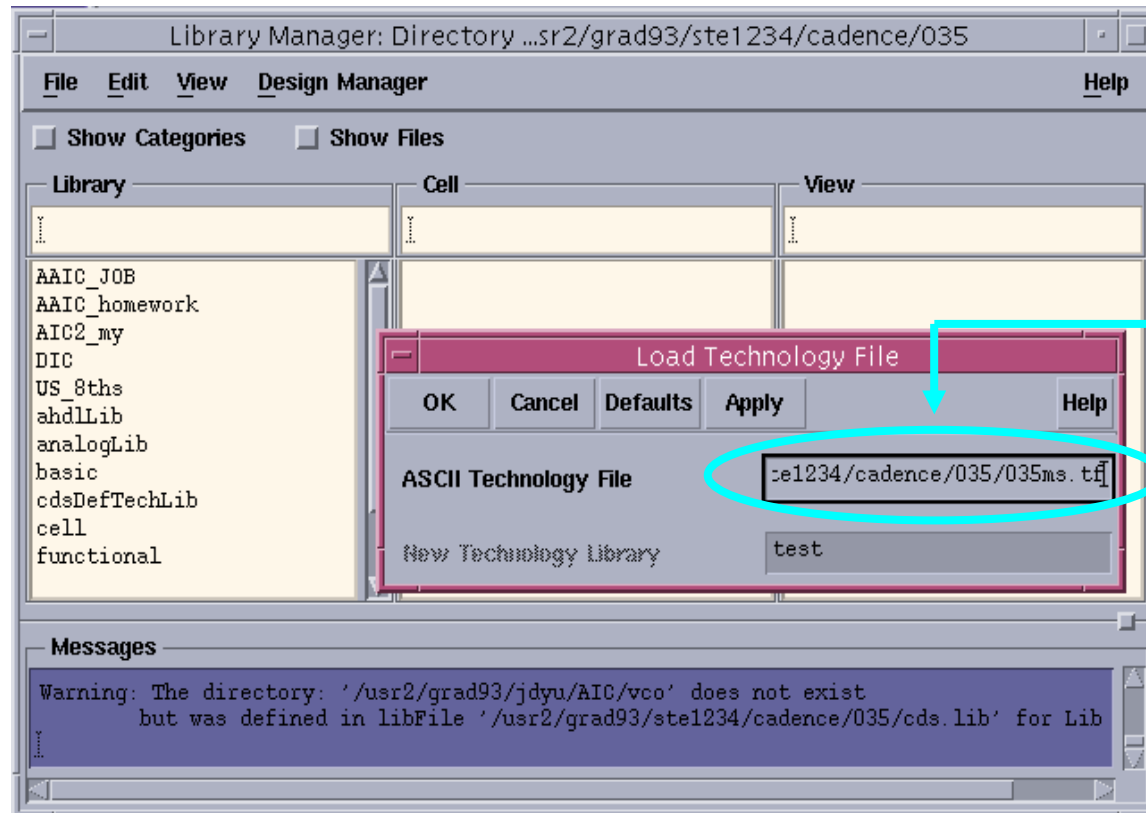 Library Manager: Directory ...sr2/grad93/ste1234/cadence/035
File Edit View Design Manager Help
Show Categories Show Files
Library Cell View
AAIC_JOB
AAIC_homework
AIC2_my
DIC
US_8ths
ahdlLib
analogLib
basic
cdsDefTechLib
cell
functional
Load Technology File
OK Cancel Defaults Apply Help
ASCII Technology File te1234/cadence/035/035ms.tf
New Technology Library test
Messages
Warning: The directory: '/usr2/grad93/jdyu/AIC/vco' does not exist
but was defined in libFile '/usr2/grad93/ste1234/cadence/035/cds.lib' for Lib